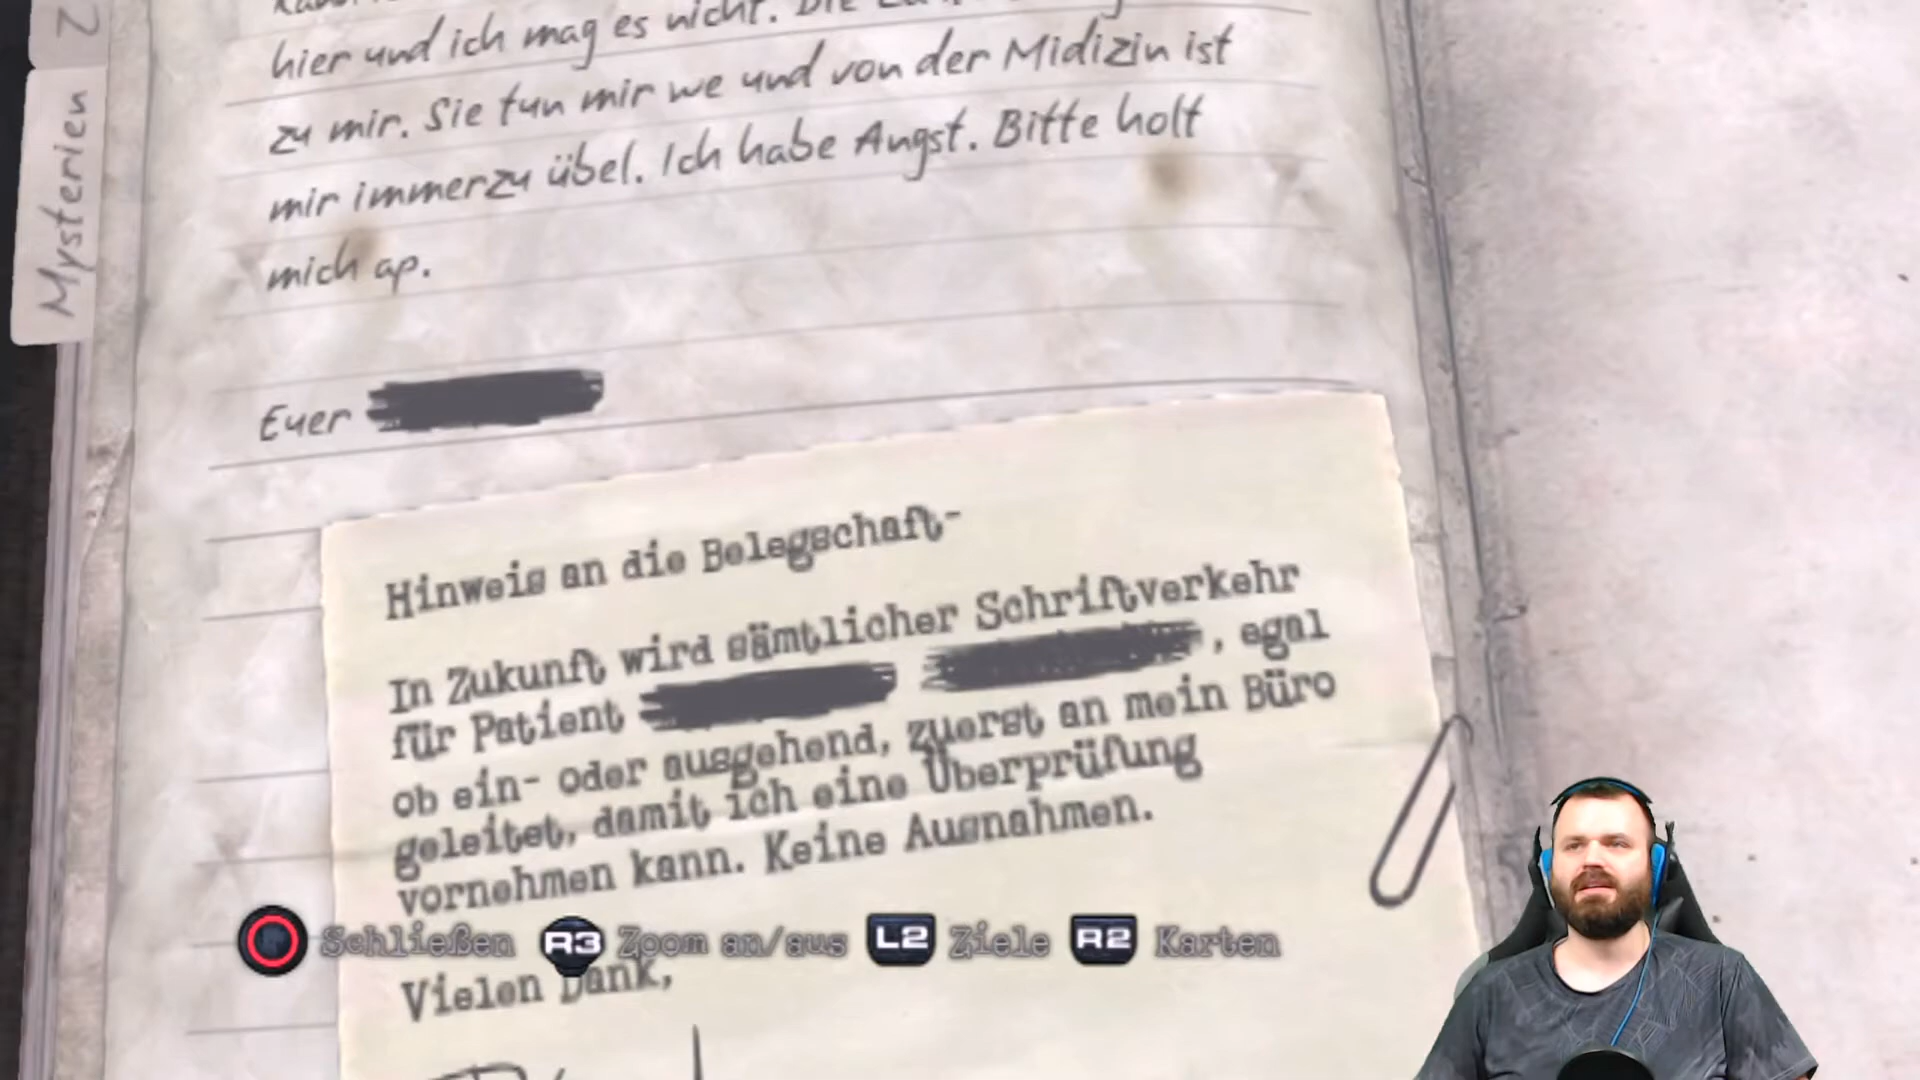 hier und ich mag es nicht. Die
zu mir. Sie tun mir we und von der Midizin ist
mir immerzu übel. Ich habe Angst. Bitte holt
mich ap.
Euer
Mysterien
Hinweis an die Belegschaft-
In Zukunft wird sämtlicher Schriftverkehr
für Patient , egal
ob ein- oder ausgehend, zuerst an mein Büro
geleitet, damit ich eine Überprüfung
vornehmen kann. Keine Ausnahmen.
Vielen Dank,
Schließen R3 Zoom an/aus L2 Ziele R2 Karten